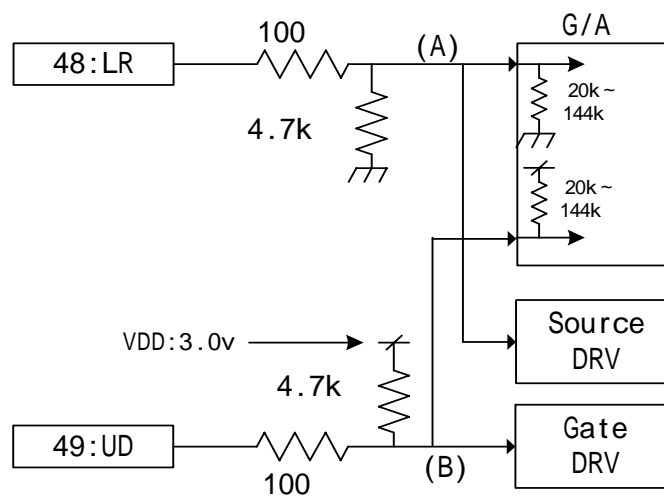 G/A
100
(A)
48:LR
4.7k
20k~
144k
20k~
144k
VDD:3.0v
4.7k
Source
DRV
49:UD
100
(B)
Gate
DRV